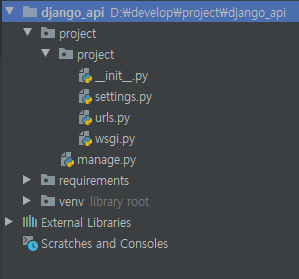 django_api D:￦develop￦project￦django_api
project
project
__init__.py
settings.py
urls.py
wsgi.py
manage.py
requirements
venv library root
External Libraries
Scratches and Consoles